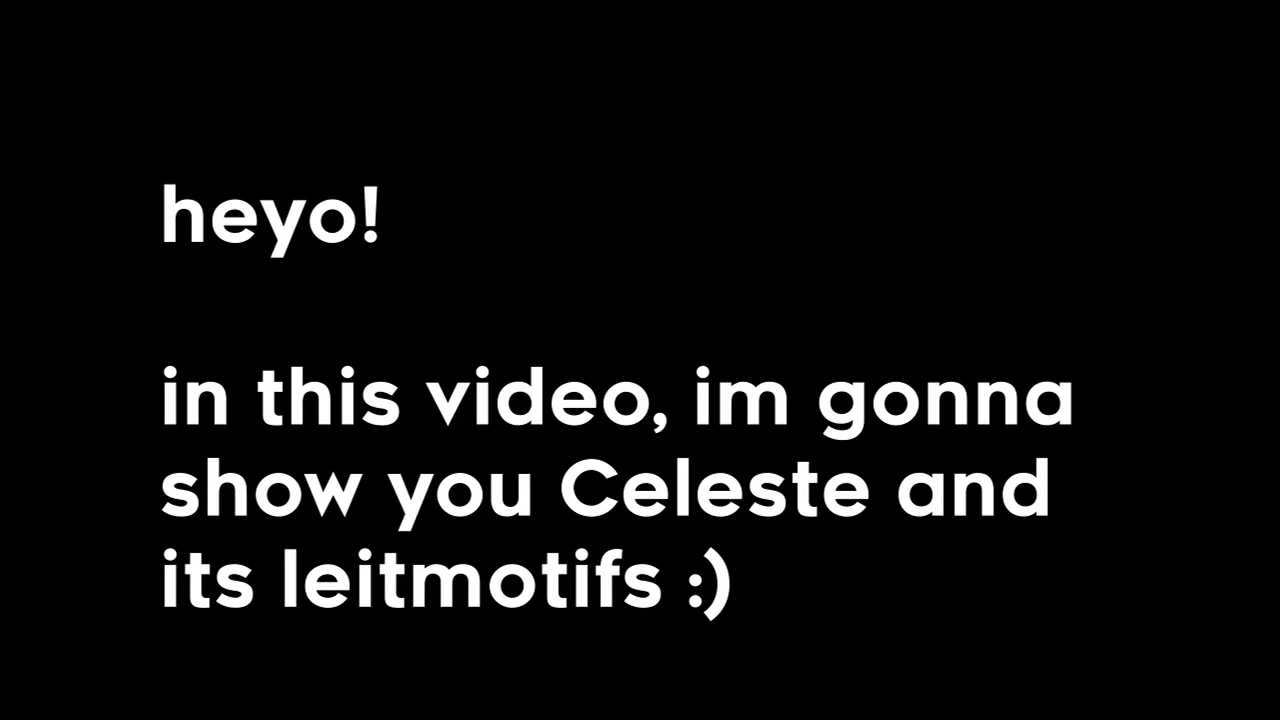 heyo!
in this video, im gonna
show you Celeste and
its leitmotifs :)